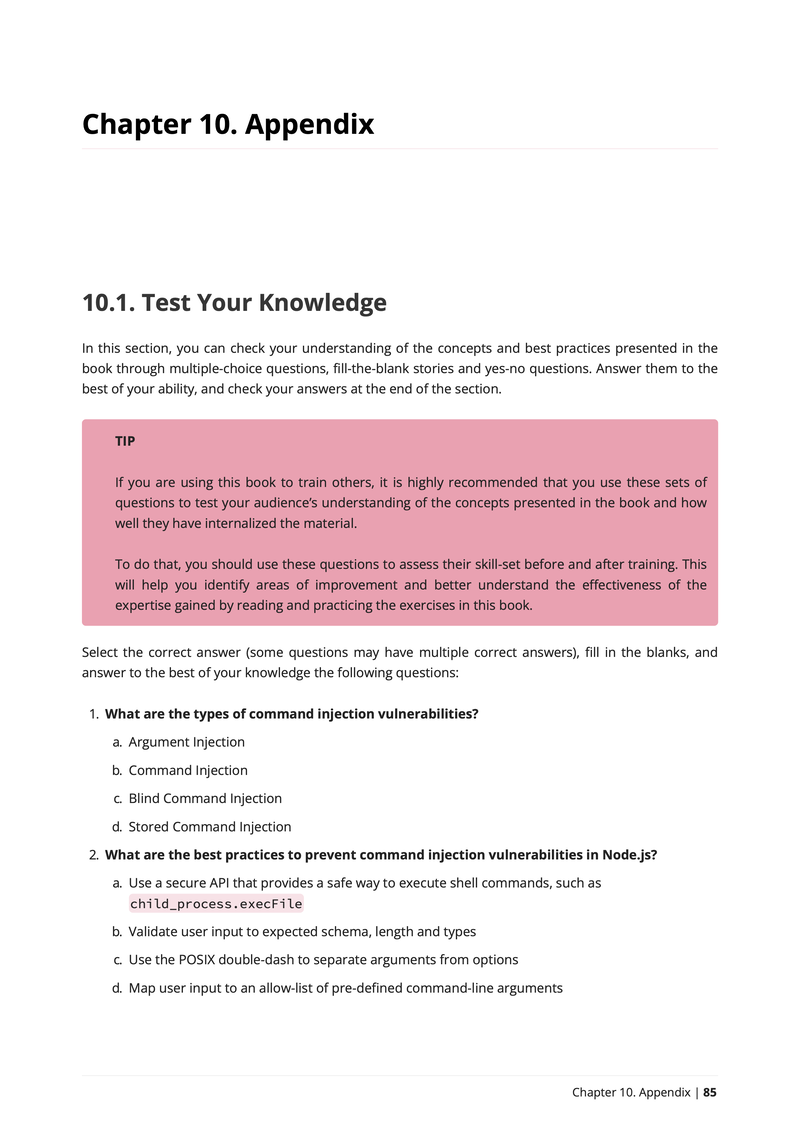 Chapter 10. Appendix
10.1. Test Your Knowledge
In this section, you can check your understanding of the concepts and best practices presented in the
book through multiple-choice questions, fill-the-blank stories and yes-no questions. Answer them to the
best of your ability, and check your answers at the end of the section.
TIP
If you are using this book to train others, it is highly recommended that you use these sets of
questions to test your audience’s understanding of the concepts presented in the book and how
well they have internalized the material.
To do that, you should use these questions to assess their skill-set before and after training. This
will help you identify areas of improvement and better understand the effectiveness of the
expertise gained by reading and practicing the exercises in this book.
Select the correct answer (some questions may have multiple correct answers), fill in the blanks, and
answer to the best of your knowledge the following questions:
1. What are the types of command injection vulnerabilities?
a. Argument Injection
b. Command Injection
c. Blind Command Injection
d. Stored Command Injection
2. What are the best practices to prevent command injection vulnerabilities in Node.js?
a. Use a secure API that provides a safe way to execute shell commands, such as
child_process.execFile
b. Validate user input to expected schema, length and types
c. Use the POSIX double-dash to separate arguments from options
d. Map user input to an allow-list of pre-defined command-line arguments
Chapter 10. Appendix | 85